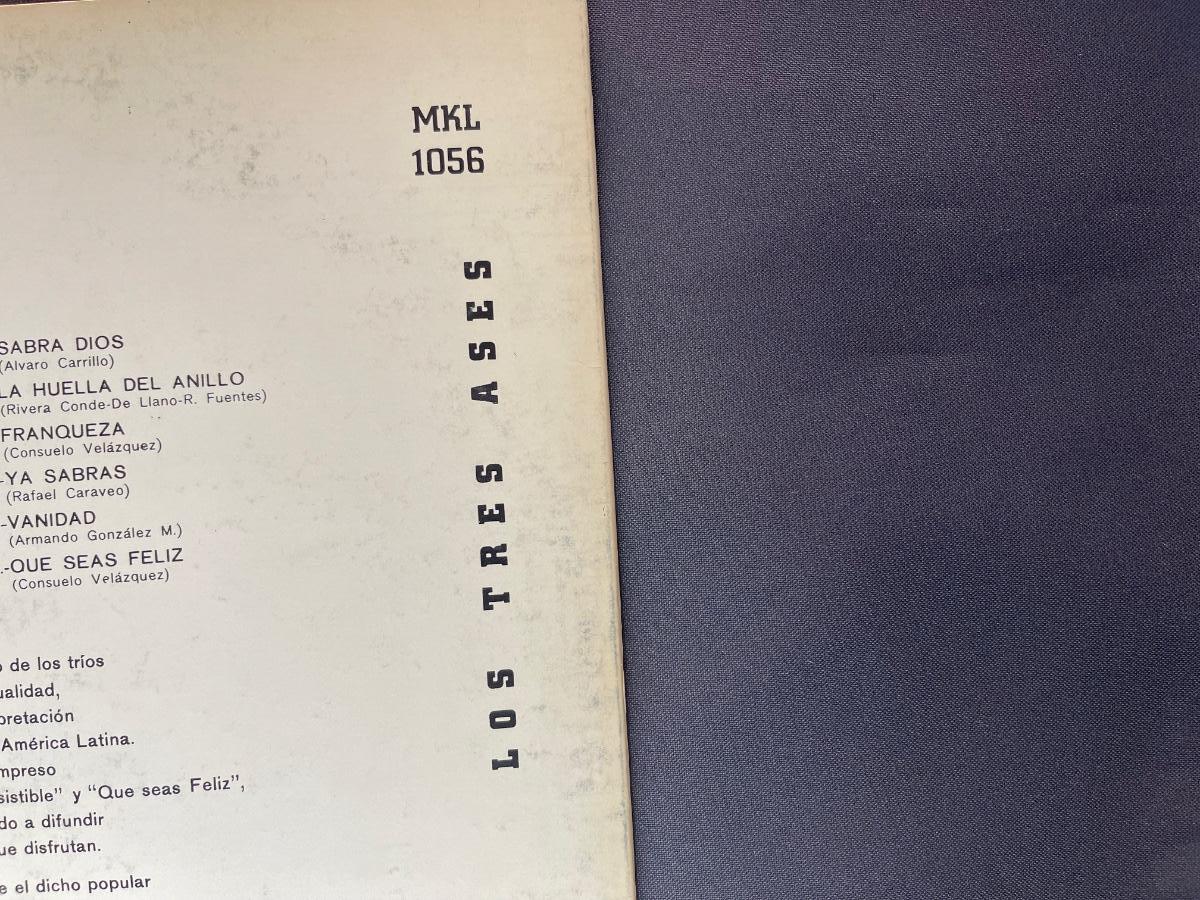 MKL
1056
LOS TRES ASES
SABRA DIOS
(Alvaro Carrillo)
LA HUELLA DEL ANILLO
(Rivera Conde-De Llano-R. Fuentes)
FRANQUEZA
(Consuelo Velázquez)
-YA SABRAS
(Rafael Caraveo)
-VANIDAD
(Armando González M.)
.-QUE SEAS FELIZ
(Consuelo Velázquez)
o de los tríos
ualidad,
pretación
América Latina.
mpreso
sistible” y “Que seas Feliz”,
do a difundir
ue disfrutan.
e el dicho popular